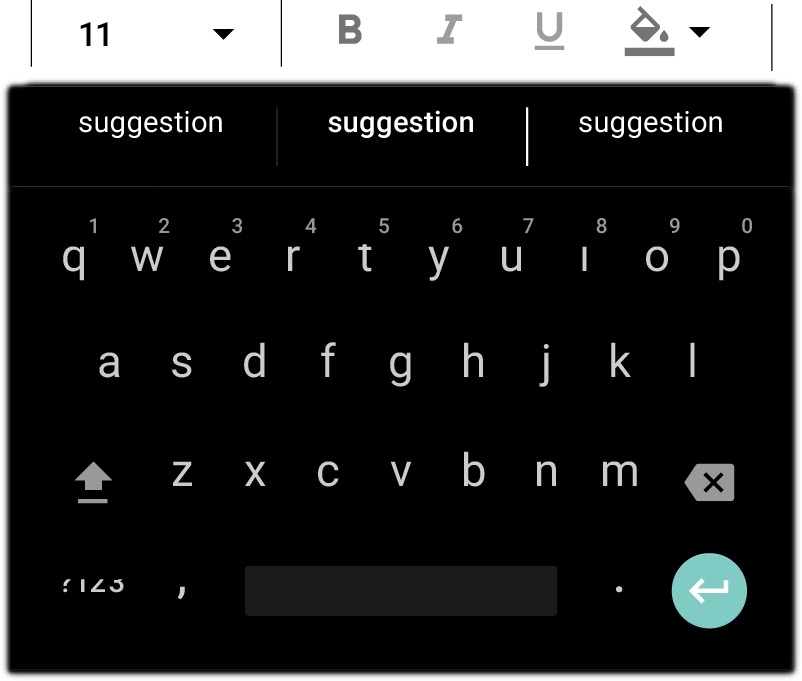 11 B I U
suggestion suggestion suggestion
1 2 3 4 5 6 7 8 9 0
q w e r t y u ı o p
a s d f g h j k l
z x c v b n m
?123 , .